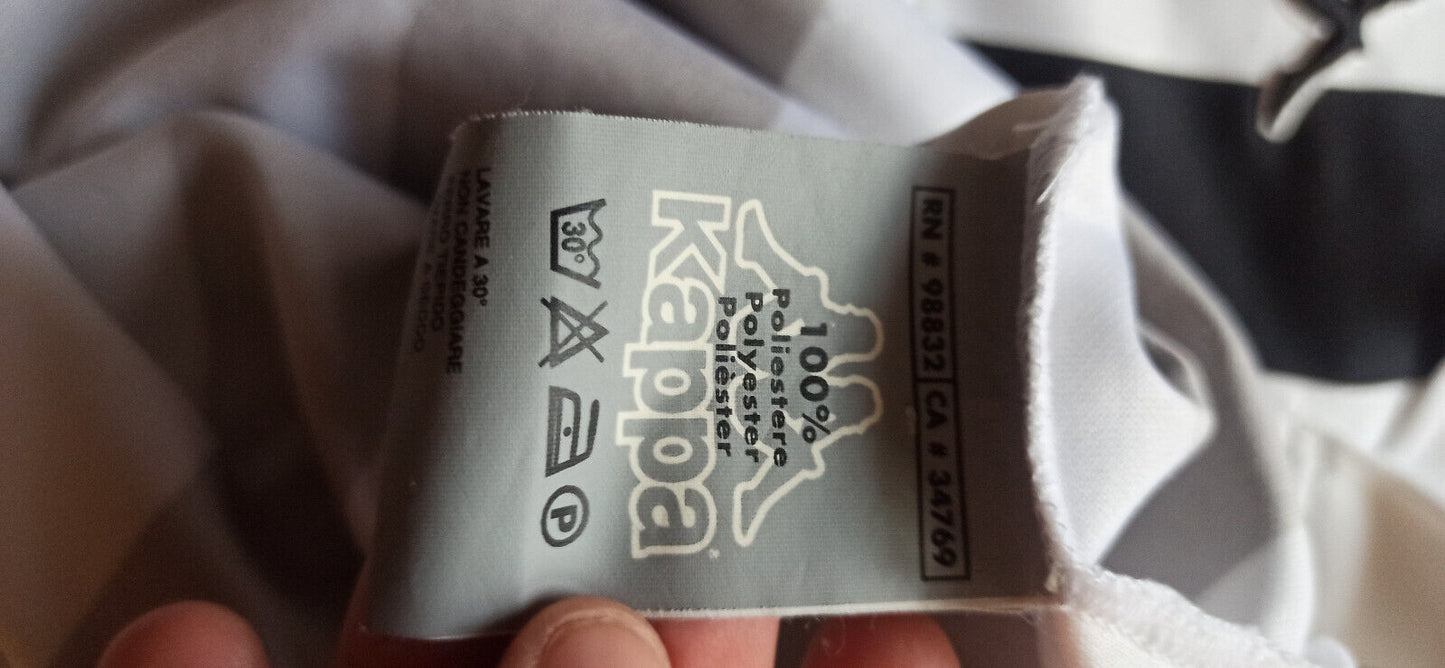 RN # 98832 CA # 34769
100%
Poliestere
Polyester
Poliéster
Kappa
30° P
LAVARE A 30°
NON CANDEGGIARE